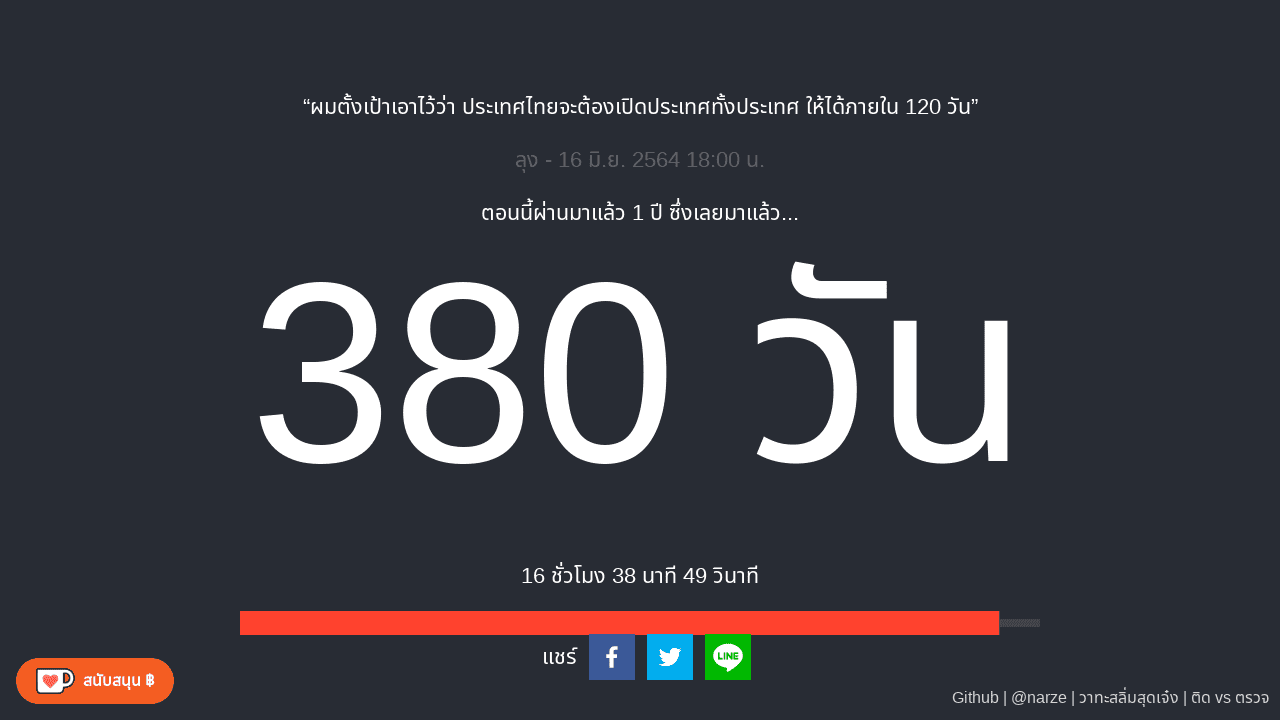 “ผมตั้งเป้าเอาไว้ว่า ประเทศไทยจะต้องเปิดประเทศทั้งประเทศ ให้ได้ภายใน 120 วัน”
ลุง - 16 มิ.ย. 2564 18:00 น.
ตอนนี้ผ่านมาแล้ว 1 ปี ซึ่งเลยมาแล้ว...
380 วัน
16 ชั่วโมง 38 นาที 49 วินาที
แชร์ LINE
สนับสนุน ฿
Github | @narze | วาทะสลิ่มสุดเจ๋ง | ติด vs ตรวจ